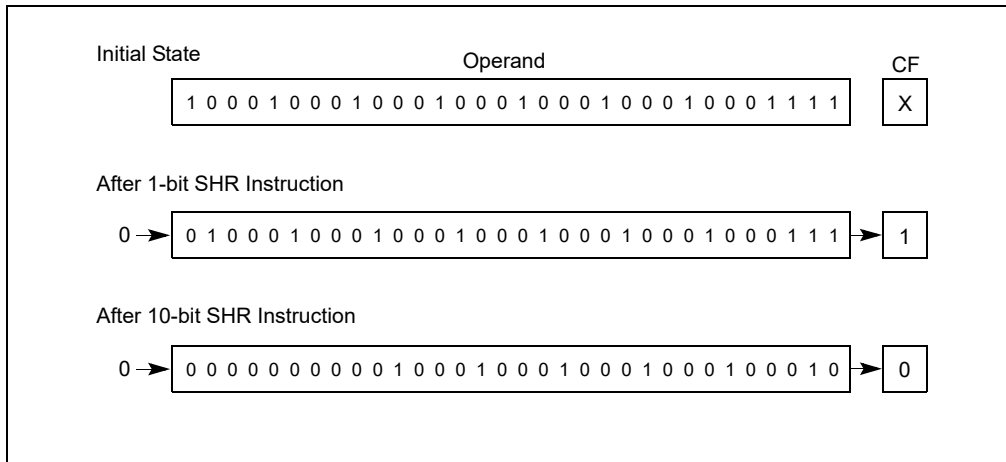 Initial State
Operand
CF
1 0 0 0 1 0 0 0 1 0 0 0 1 0 0 0 1 0 0 0 1 0 0 0 1 0 0 0 1 1 1 1 X
After 1-bit SHR Instruction
0 0 1 0 0 0 1 0 0 0 1 0 0 0 1 0 0 0 1 0 0 0 1 0 0 0 1 0 0 0 1 1 1 1
After 10-bit SHR Instruction
0 0 0 0 0 0 0 0 0 0 0 1 0 0 0 1 0 0 0 1 0 0 0 1 0 0 0 1 0 0 0 1 0 0